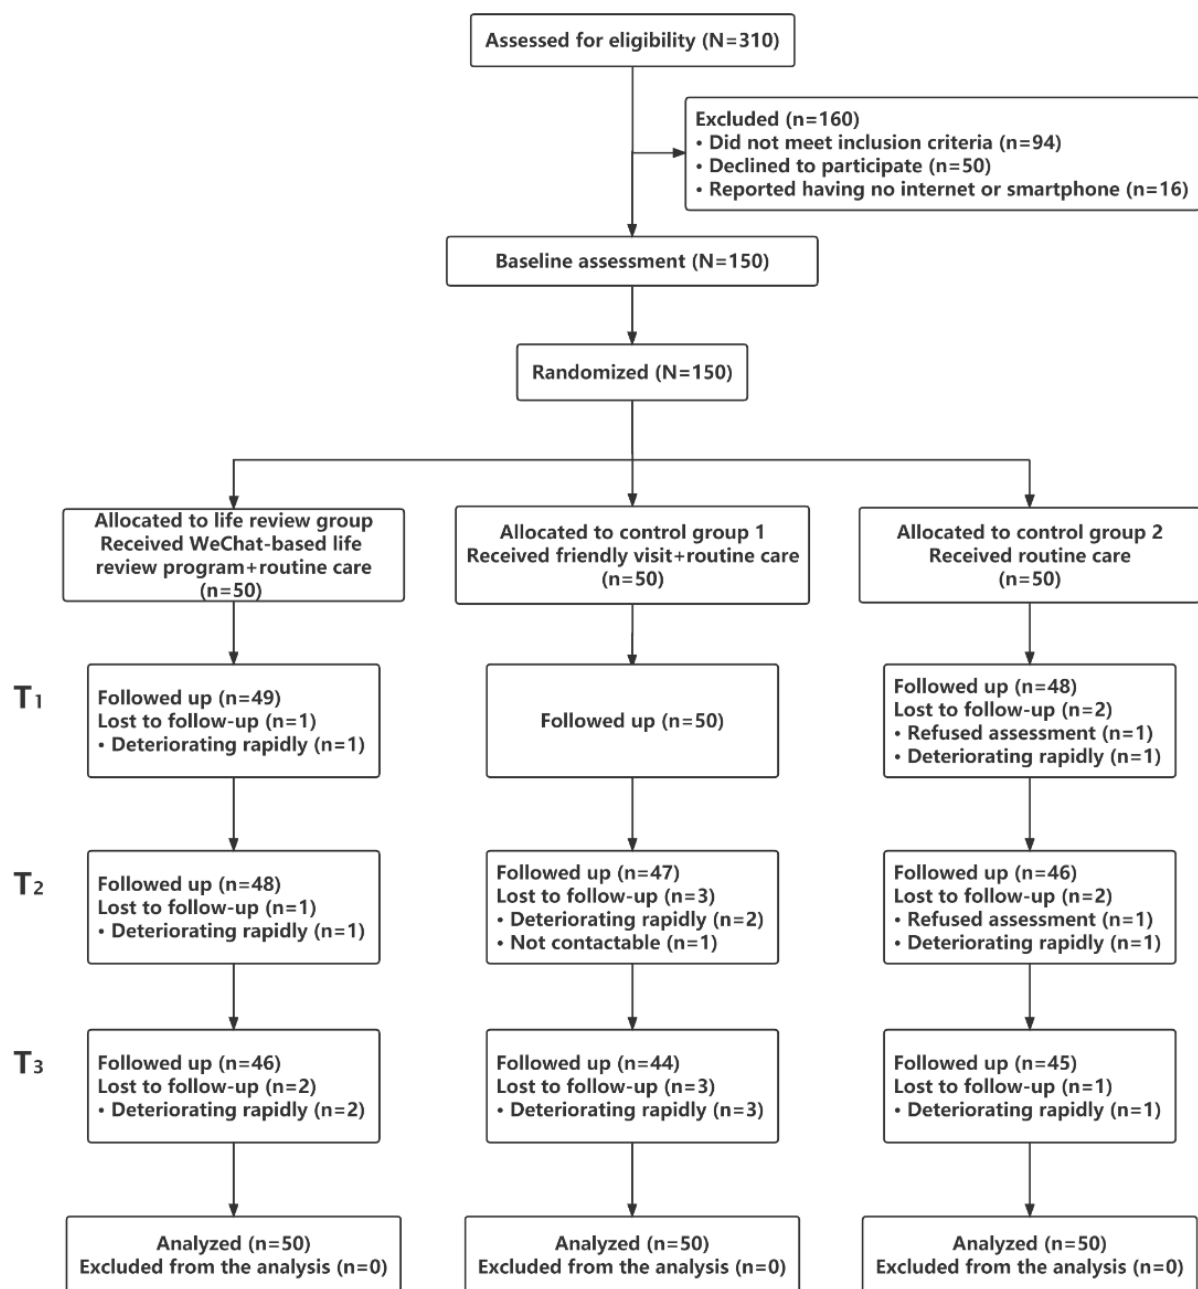 Assessed for eligibility (N=310)
Excluded (n=160)
• Did not meet inclusion criteria (n=94)
• Declined to participate (n=50)
• Reported having no internet or smartphone (n=16)
Baseline assessment (N=150)
Randomized (N=150)
Allocated to life review group
Received WeChat-based life
review program+routine care
(n=50)
Allocated to control group 1
Received friendly visit+routine care
(n=50)
Allocated to control group 2
Received routine care
(n=50)
T1
Followed up (n=49)
Lost to follow-up (n=1)
• Deteriorating rapidly (n=1)
Followed up (n=50)
Followed up (n=48)
Lost to follow-up (n=2)
• Refused assessment (n=1)
• Deteriorating rapidly (n=1)
T2
Followed up (n=48)
Lost to follow-up (n=1)
• Deteriorating rapidly (n=1)
Followed up (n=47)
Lost to follow-up (n=3)
• Deteriorating rapidly (n=2)
• Not contactable (n=1)
Followed up (n=46)
Lost to follow-up (n=2)
• Refused assessment (n=1)
• Deteriorating rapidly (n=1)
T3
Followed up (n=46)
Lost to follow-up (n=2)
• Deteriorating rapidly (n=2)
Followed up (n=44)
Lost to follow-up (n=3)
• Deteriorating rapidly (n=3)
Followed up (n=45)
Lost to follow-up (n=1)
• Deteriorating rapidly (n=1)
Analyzed (n=50)
Excluded from the analysis (n=0)
Analyzed (n=50)
Excluded from the analysis (n=0)
Analyzed (n=50)
Excluded from the analysis (n=0)